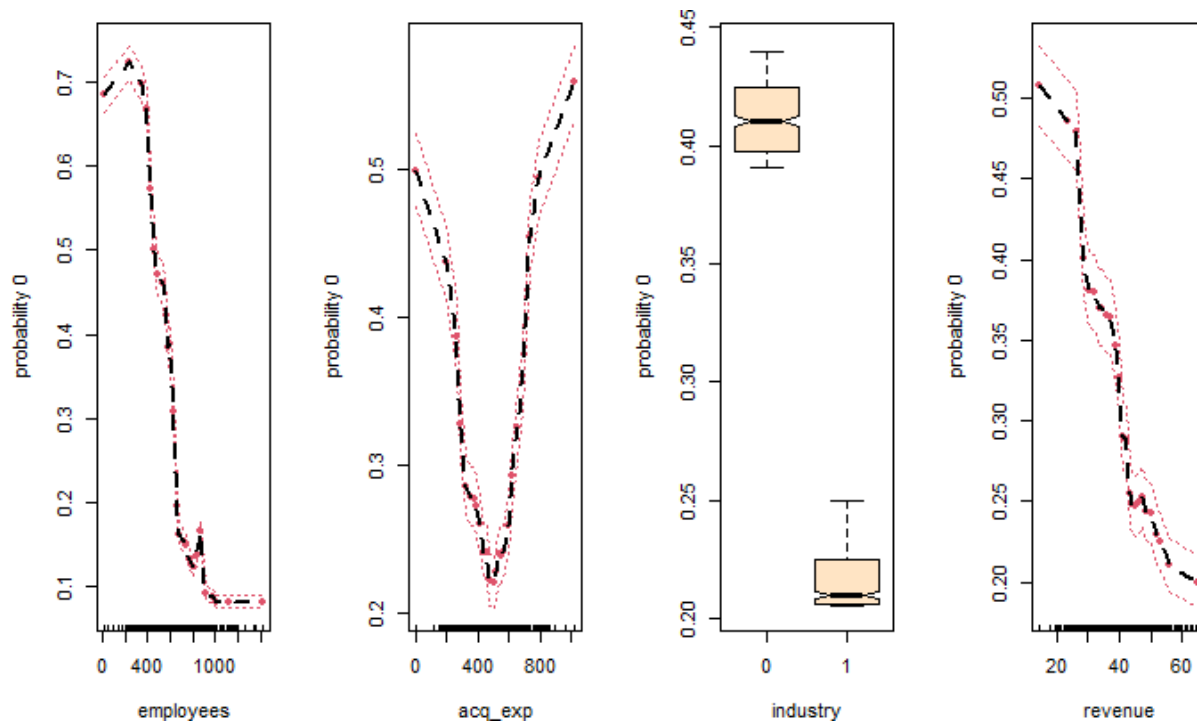 probability 0
0.1 0.2 0.3 0.4 0.5 0.6 0.7
0 400 1000
employees
probability 0
0.2 0.3 0.4 0.5
0 400 800
acq_exp
probability 0
0.20 0.25 0.30 0.35 0.40 0.45
0 1
industry
probability 0
0.20 0.25 0.30 0.35 0.40 0.45 0.50
20 40 60
revenue